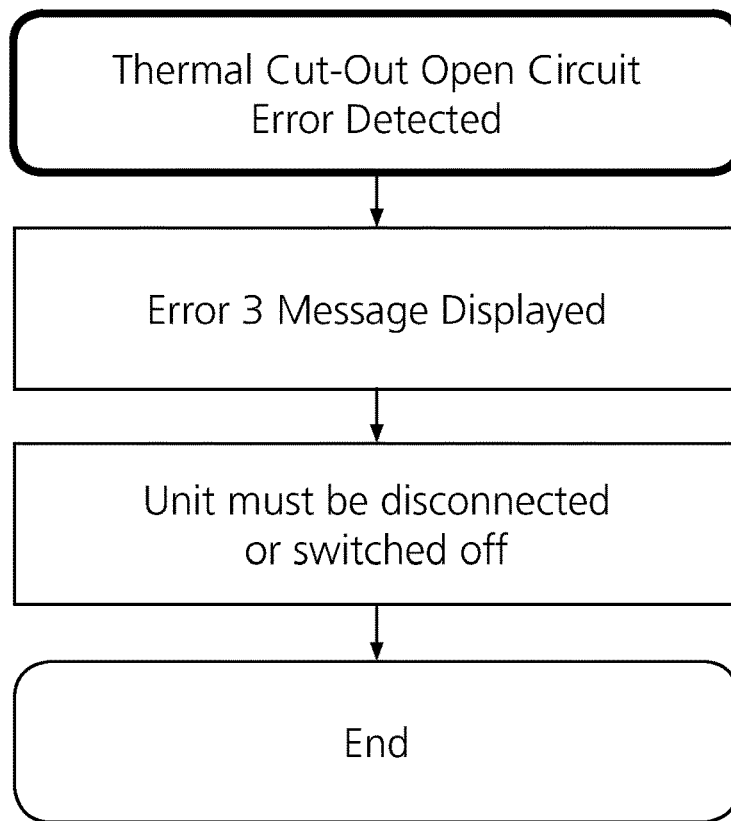 Thermal Cut-Out Open Circuit
Error Detected
Error 3 Message Displayed
Unit must be disconnected
or switched off
End